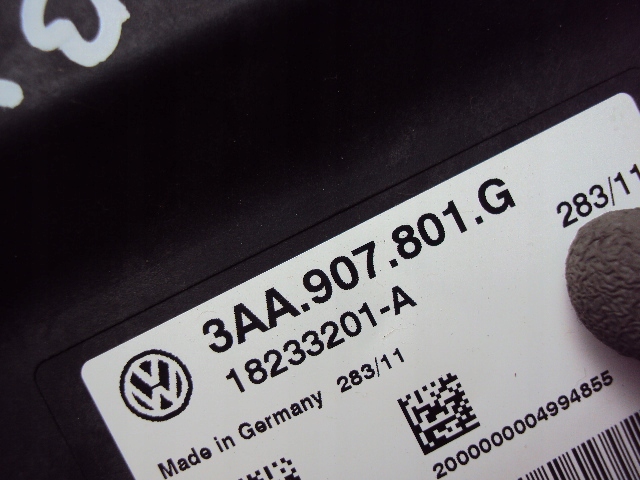 3AA.907.801.G
283/11
18233201-A
Made in Germany 283/11
2000000004994855